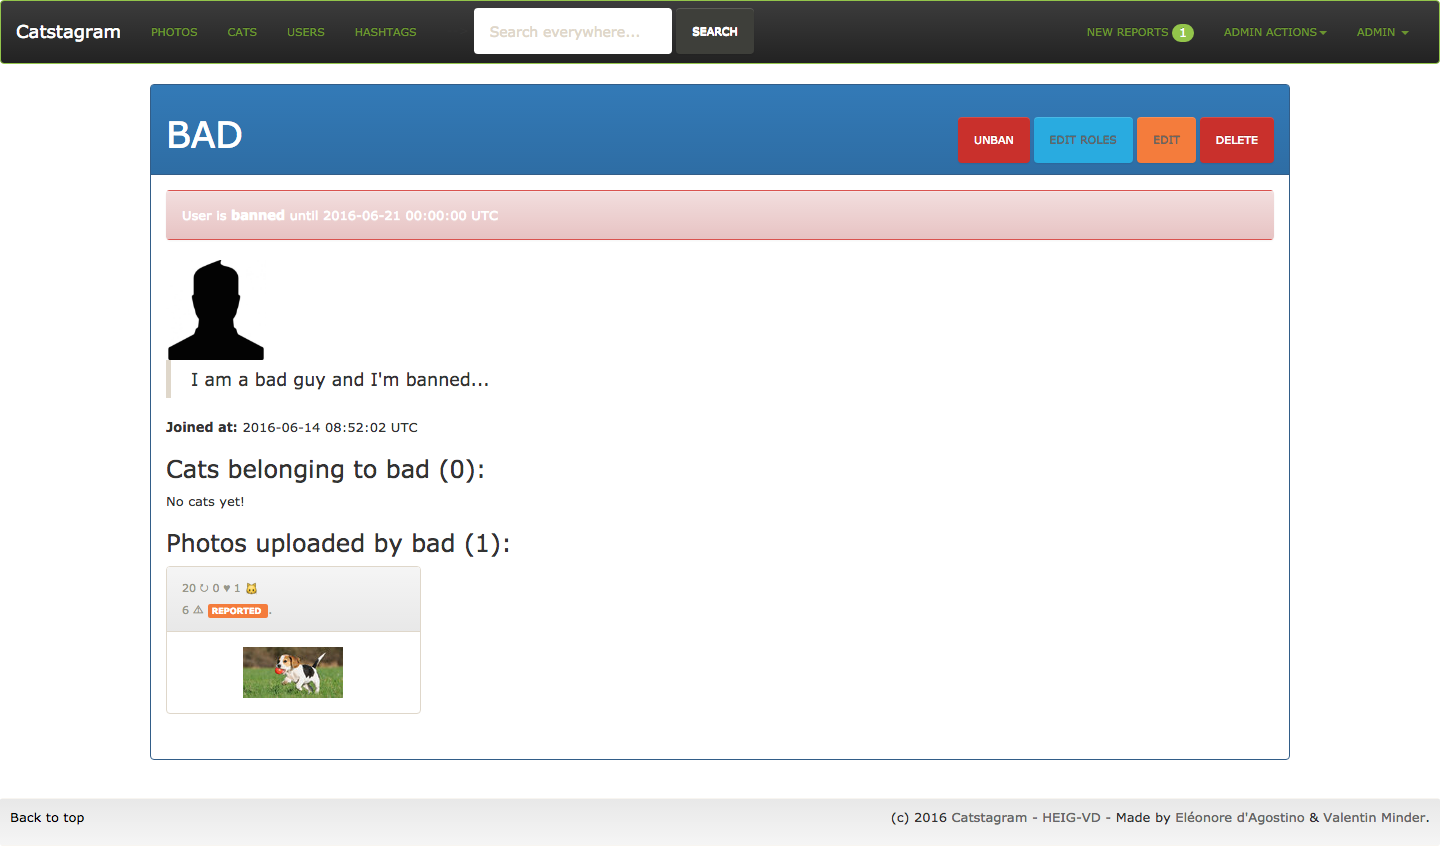 Catstagram PHOTOS CATS USERS HASHTAGS Search everywhere... SEARCH NEW REPORTS 1 ADMIN ACTIONS ADMIN
BAD UNBAN EDIT ROLES EDIT DELETE
User is banned until 2016-06-21 00:00:00 UTC
I am a bad guy and I'm banned...
Joined at: 2016-06-14 08:52:02 UTC
Cats belonging to bad (0):
No cats yet!
Photos uploaded by bad (1):
20 ↻ 0 ♥ 1 🐱
6 ⚠ REPORTED .
Back to top (c) 2016 Catstagram - HEIG-VD - Made by Eléonore d'Agostino & Valentin Minder.